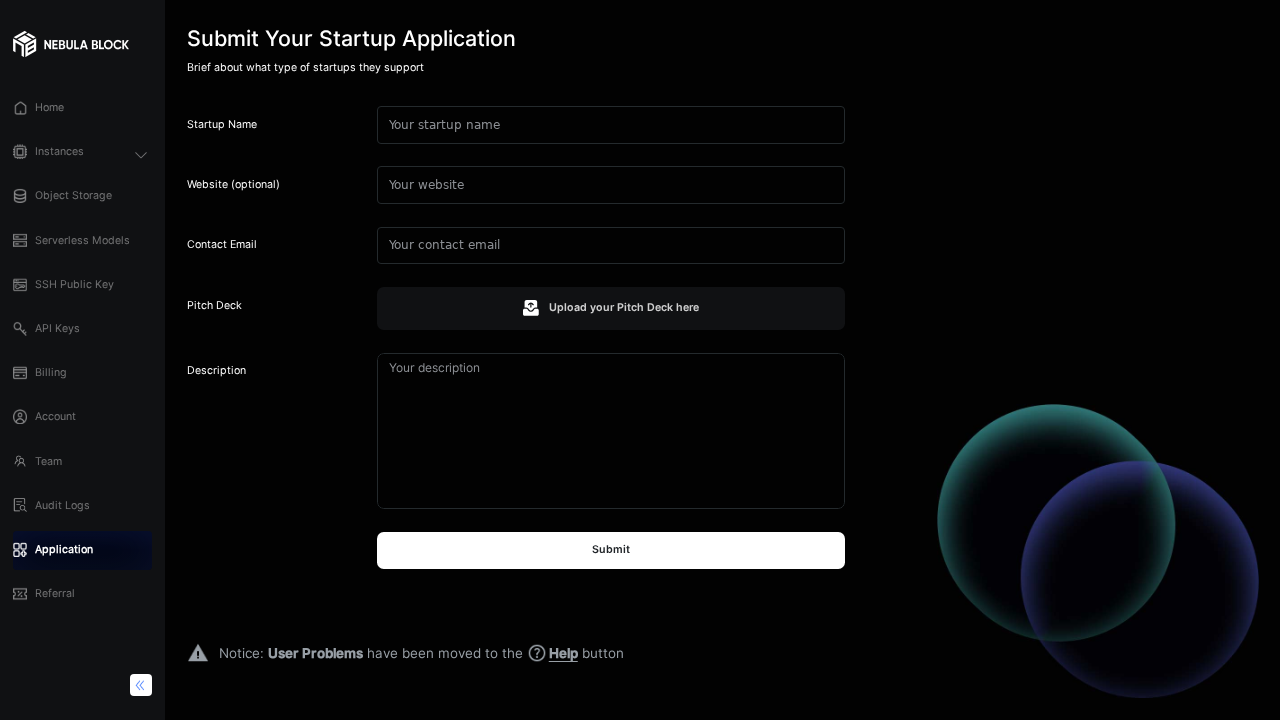 NEBULA BLOCK
Home
Instances
Object Storage
Serverless Models
SSH Public Key
API Keys
Billing
Account
Team
Audit Logs
Application
Referral
Submit Your Startup Application
Brief about what type of startups they support
Startup Name
Your startup name
Website (optional)
Your website
Contact Email
Your contact email
Pitch Deck
Upload your Pitch Deck here
Description
Your description
Submit
Notice: User Problems have been moved to the Help button